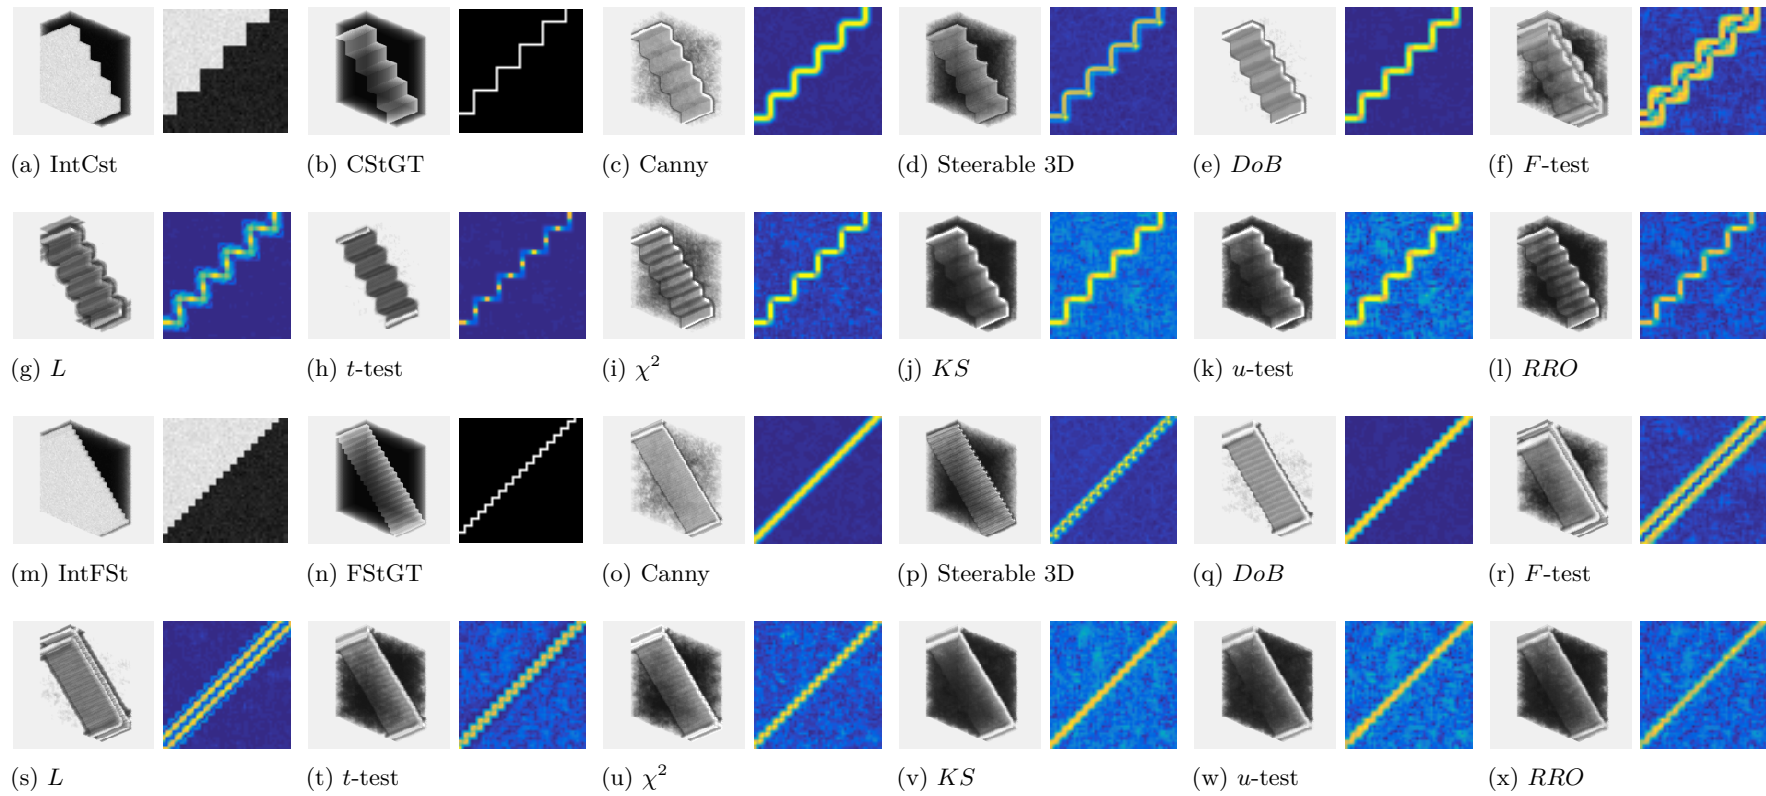 (a) IntCst (b) CStGT (c) Canny (d) Steerable 3D (e) DoB (f) F-test
(g) L (h) t-test (i) χ² (j) KS (k) u-test (l) RRO
(m) IntFSt (n) FStGT (o) Canny (p) Steerable 3D (q) DoB (r) F-test
(s) L (t) t-test (u) χ² (v) KS (w) u-test (x) RRO